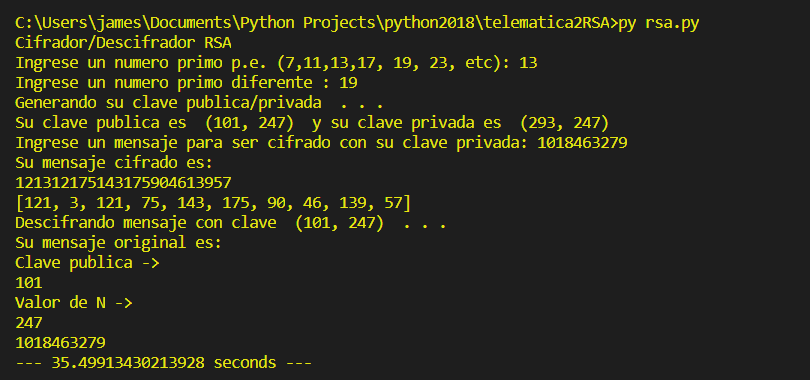 C:\Users\james\Documents\Python Projects\python2018\telematica2RSA>py rsa.py
Cifrador/Descifrador RSA
Ingrese un numero primo p.e. (7,11,13,17, 19, 23, etc): 13
Ingrese un numero primo diferente : 19
Generando su clave publica/privada  . . .
Su clave publica es  (101, 247)  y su clave privada es  (293, 247)
Ingrese un mensaje para ser cifrado con su clave privada: 1018463279
Su mensaje cifrado es:
121312175143175904613957
[121, 3, 121, 75, 143, 175, 90, 46, 139, 57]
Descifrando mensaje con clave  (101, 247)  . . .
Su mensaje original es:
Clave publica ->
101
Valor de N ->
247
1018463279
--- 35.49913430213928 seconds ---